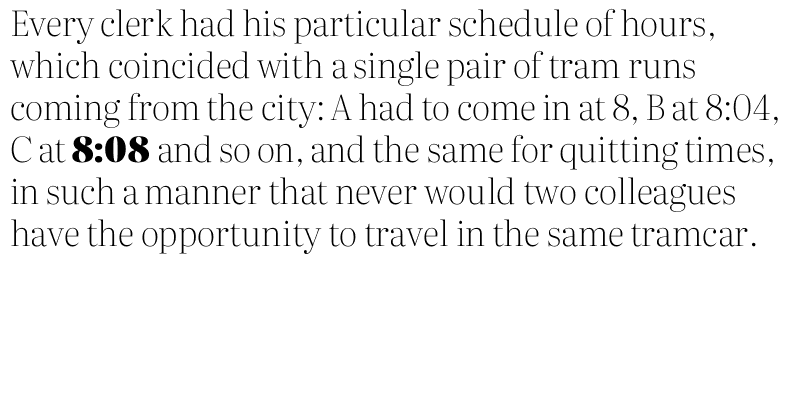 Every clerk had his particular schedule of hours,
which coincided with a single pair of tram runs
coming from the city: A had to come in at 8, B at 8:04,
C at 8:08 and so on, and the same for quitting times,
in such a manner that never would two colleagues
have the opportunity to travel in the same tramcar.